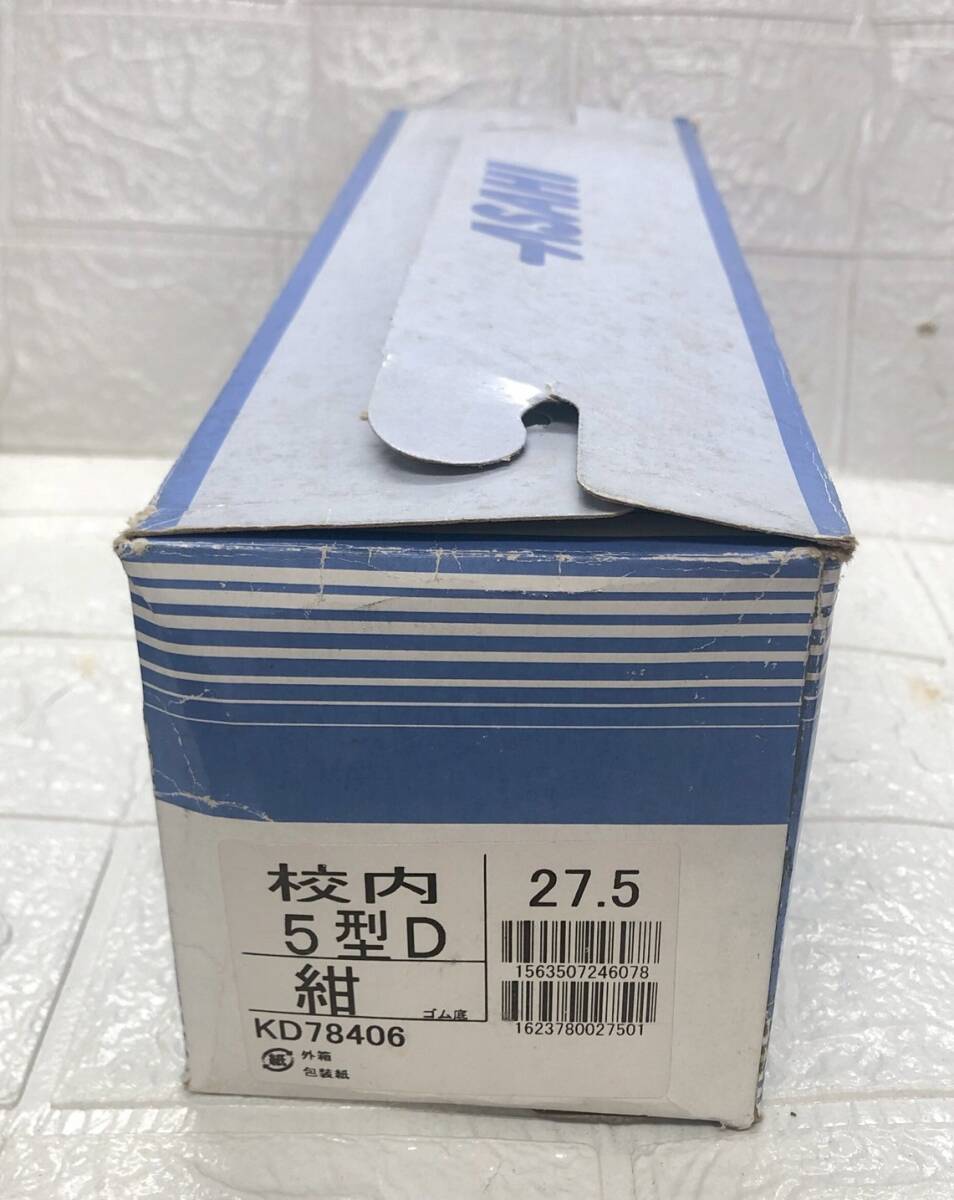 ASAHI
校内
5型D
紺
ゴム底
KD78406
紙
外箱
包装紙
27.5
1563507246078
1623780027501